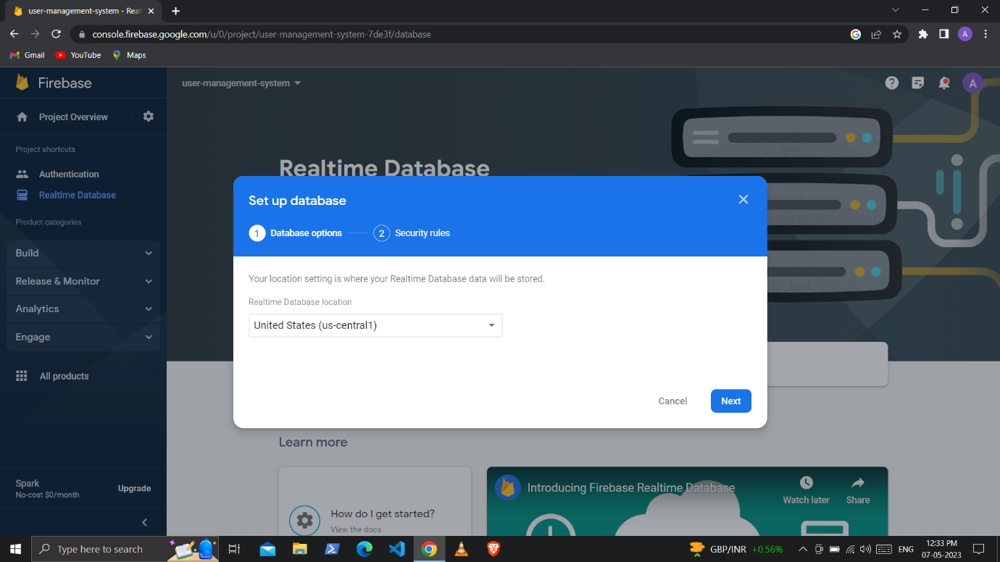 user-management-system - Real
console.firebase.google.com/u/0/project/user-management-system-7de3f/database
A
Gmail
YouTube
Maps
Firebase
user-management-system
A
Project Overview
Project shortcuts
Authentication
Realtime Database
Product categories
Build
Release & Monitor
Analytics
Engage
All products
Spark
No-cost $0/month
Upgrade
Realtime Database
Set up database
1 Database options
2 Security rules
Your location setting is where your Realtime Database data will be stored.
Realtime Database location
United States (us-central1)
Cancel
Next
Learn more
How do I get started?
View the docs
Introducing Firebase Realtime Database
Watch later
Share
Type here to search
GBP/INR +0.56%
ENG
12:33 PM
07-05-2023